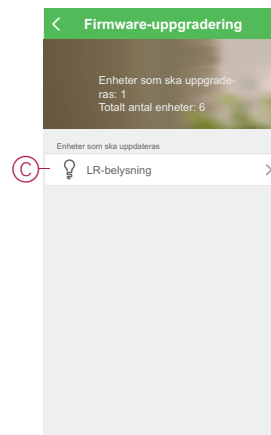 Firmware-uppgradering
Enheter som ska uppgrade-
ras: 1
Totalt antal enheter: 6
Enheter som ska uppdateras
C
LR-belysning